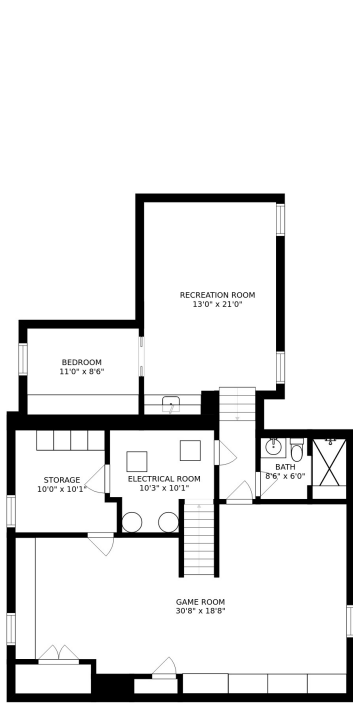 RECREATION ROOM
13'0" x 21'0"
BEDROOM
11'0" x 8'6"
BATH
8'6" x 6'0"
STORAGE
10'0" x 10'1"
ELECTRICAL ROOM
10'3" x 10'1"
GAME ROOM
30'8" x 18'8"